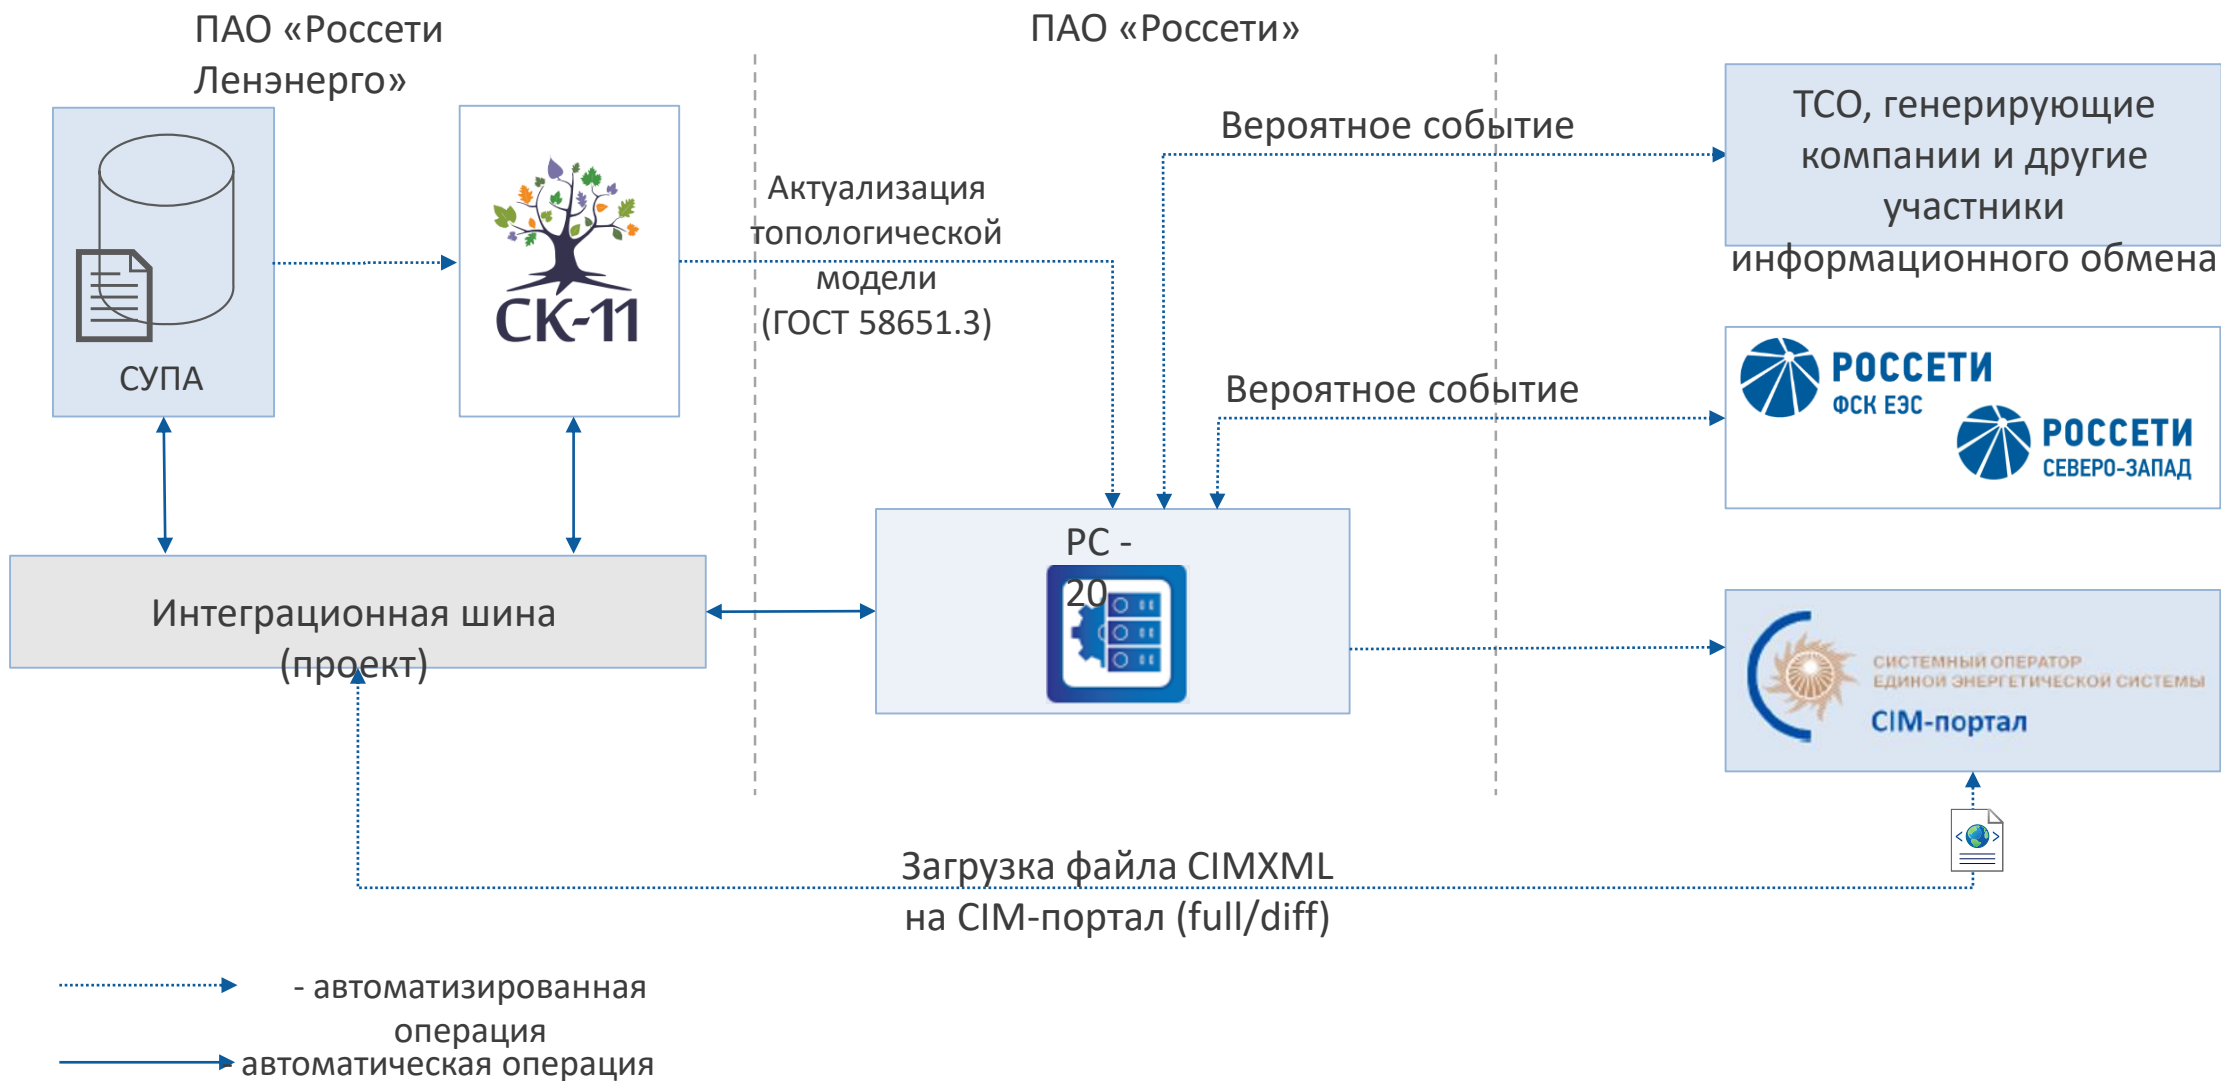 ПАО «Россети
Ленэнерго»
ПАО «Россети»
СУПА
СК-11
Актуализация
топологической
модели
(ГОСТ 58651.3)
Вероятное событие
Вероятное событие
ТСО, генерирующие
компании и другие
участники
информационного обмена
РОССЕТИ
ФСК ЕЭС
РОССЕТИ
СЕВЕРО-ЗАПАД
Интеграционная шина
(проект)
РС -
20
СИСТЕМНЫЙ ОПЕРАТОР
ЕДИНОЙ ЭНЕРГЕТИЧЕСКОЙ СИСТЕМЫ
CIM-портал
Загрузка файла CIMXML
на CIM-портал (full/diff)
- автоматизированная
операция
- автоматическая операция